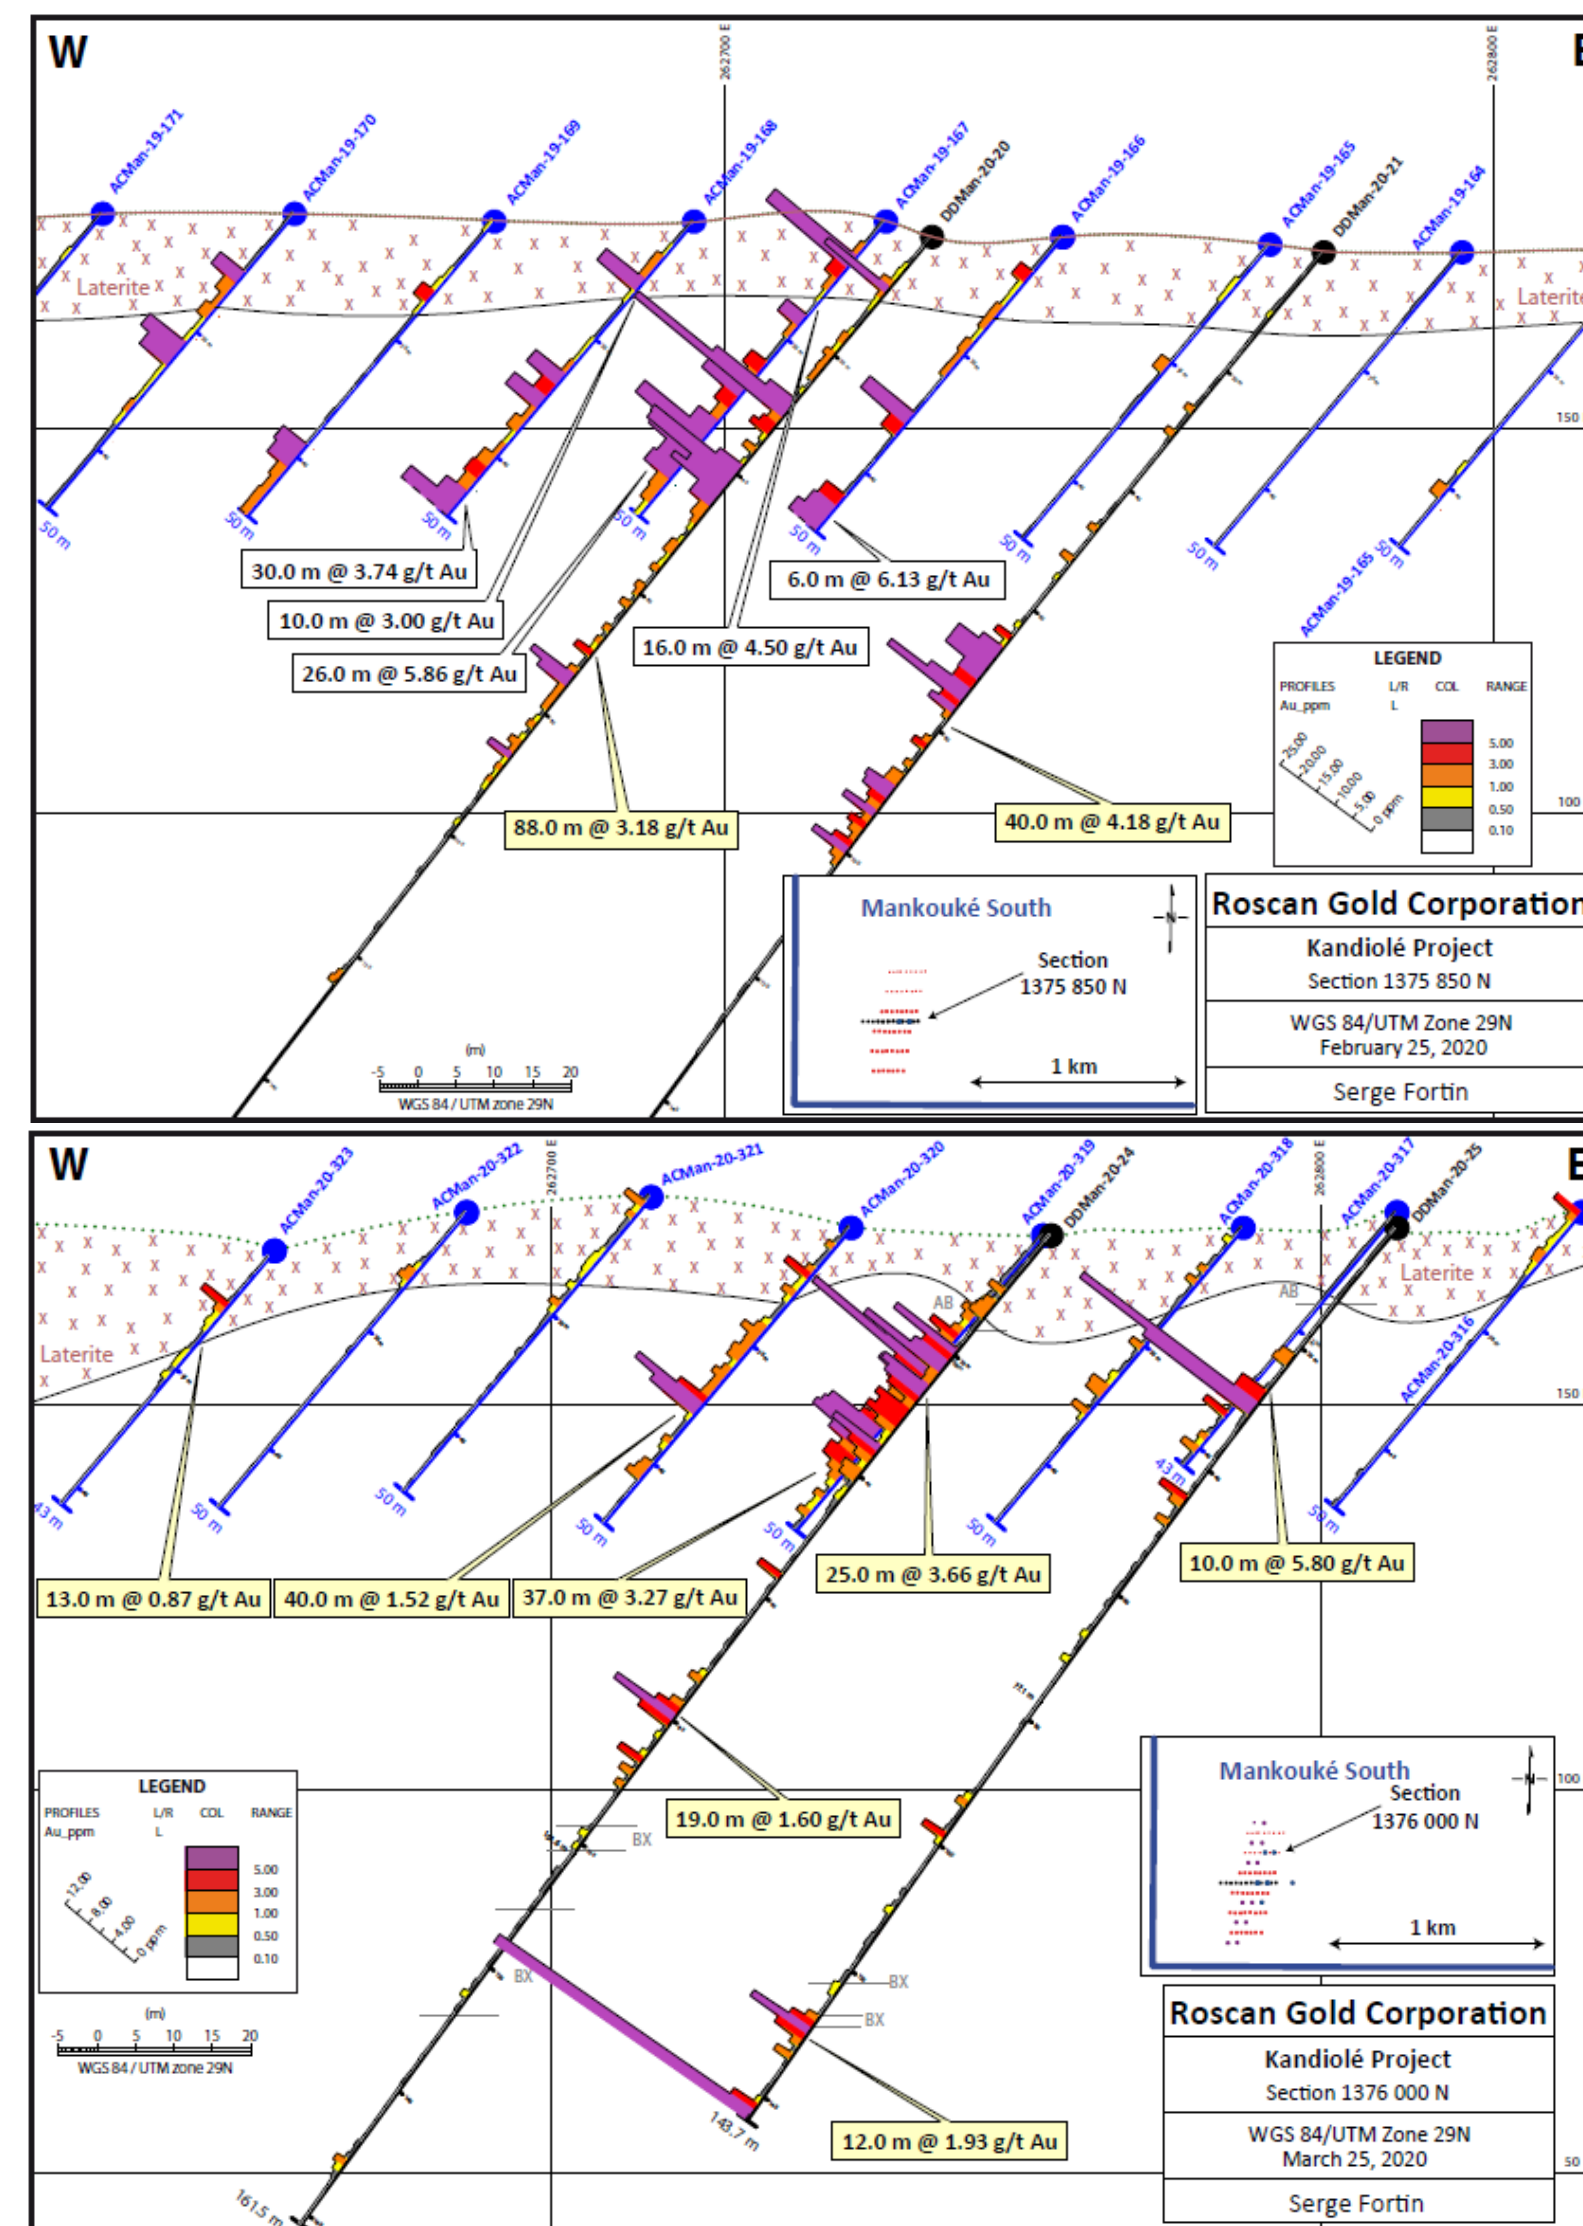 W
E
262700 E
262800 E
ACMan-19-171
ACMan-19-170
ACMan-19-169
ACMan-19-168
ACMan-19-167
DDMan-20-20
ACMan-19-166
ACMan-19-165
DDMan-20-21
ACMan-19-164
Laterite
Laterite
150
50 m
50 m
50 m
50 m
50 m
50 m
50 m
50 m
ACMan-19-165
30.0 m @ 3.74 g/t Au
10.0 m @ 3.00 g/t Au
26.0 m @ 5.86 g/t Au
16.0 m @ 4.50 g/t Au
6.0 m @ 6.13 g/t Au
88.0 m @ 3.18 g/t Au
40.0 m @ 4.18 g/t Au
LEGEND
PROFILES L/R COL RANGE
Au_ppm L
25.00
20.00
15.00
10.00
5.00
0 ppm
5.00
3.00
1.00
0.50
0.10
100
Mankouké South
N
Section
1375 850 N
1 km
Roscan Gold Corporation
Kandiolé Project
Section 1375 850 N
WGS 84/UTM Zone 29N
February 25, 2020
Serge Fortin
(m)
-5 0 5 10 15 20
WGS 84 / UTM zone 29N
W
E
262700 E
262800 E
ACMan-20-323
ACMan-20-322
ACMan-20-321
ACMan-20-320
ACMan-20-319
DDMan-20-24
ACMan-20-318
ACMan-20-317
DDMan-20-25
ACMan-20-316
Laterite
Laterite
AB
AB
150
43 m
50 m
50 m
50 m
50 m
50 m
43 m
50 m
13.0 m @ 0.87 g/t Au
40.0 m @ 1.52 g/t Au
37.0 m @ 3.27 g/t Au
25.0 m @ 3.66 g/t Au
10.0 m @ 5.80 g/t Au
19.0 m @ 1.60 g/t Au
12.0 m @ 1.93 g/t Au
BX
BX
BX
BX
143.7 m
161.5 m
LEGEND
PROFILES L/R COL RANGE
Au_ppm L
12.00
8.00
4.00
0 ppm
5.00
3.00
1.00
0.50
0.10
(m)
-5 0 5 10 15 20
WGS 84 / UTM zone 29N
100
Mankouké South
N
Section
1376 000 N
1 km
Roscan Gold Corporation
Kandiolé Project
Section 1376 000 N
WGS 84/UTM Zone 29N
March 25, 2020
Serge Fortin
50